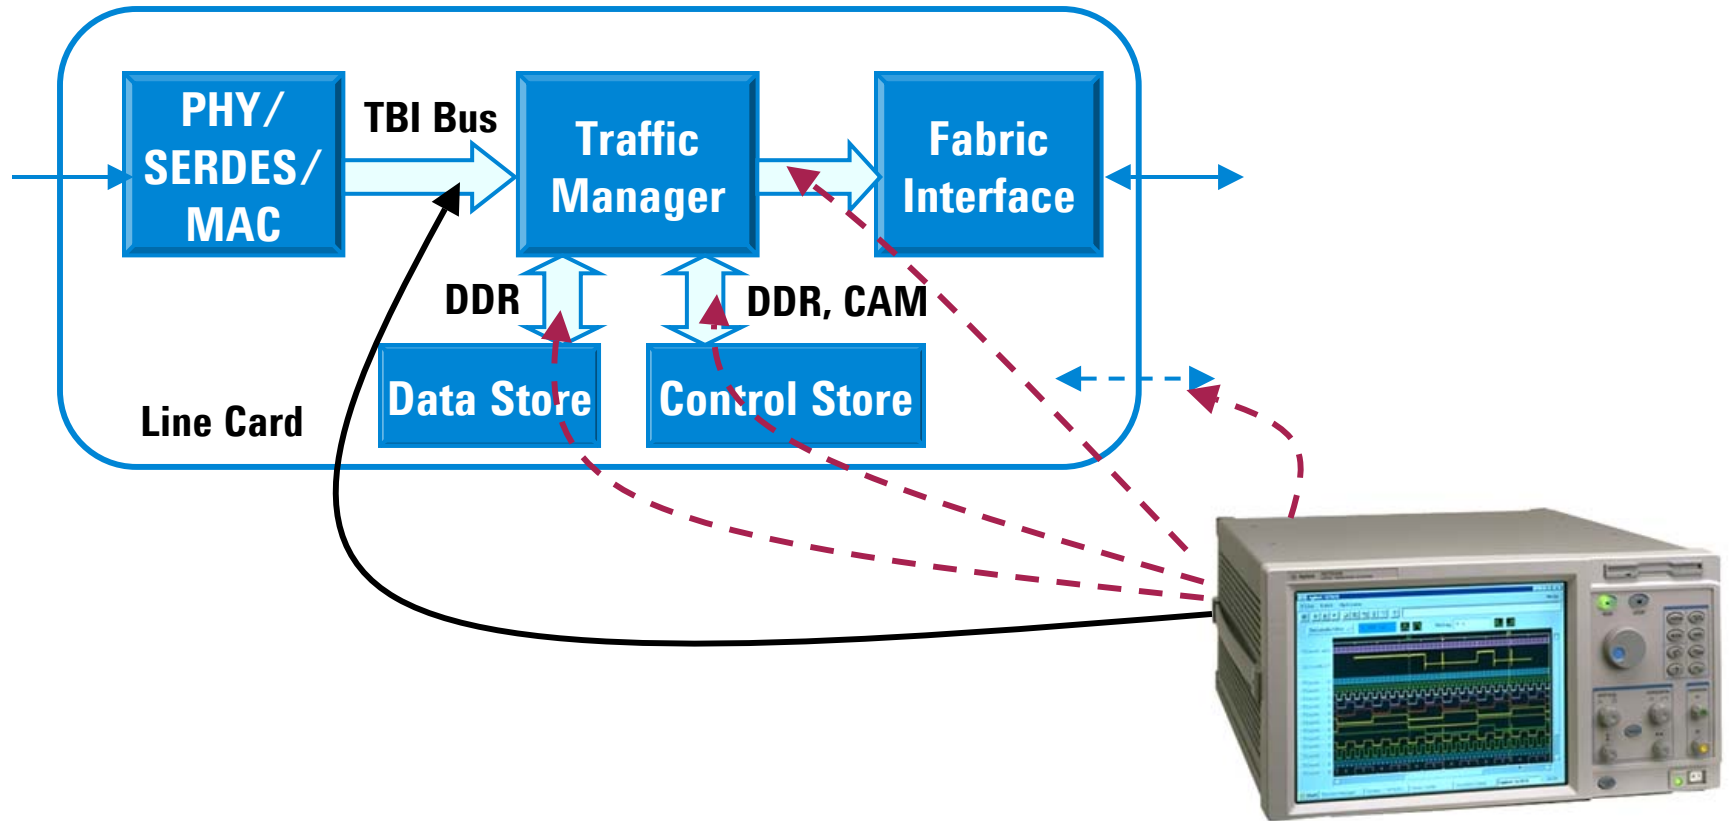 PHY/
SERDES/
MAC
TBI Bus
Traffic
Manager
Fabric
Interface
DDR
DDR, CAM
Data Store
Control Store
Line Card